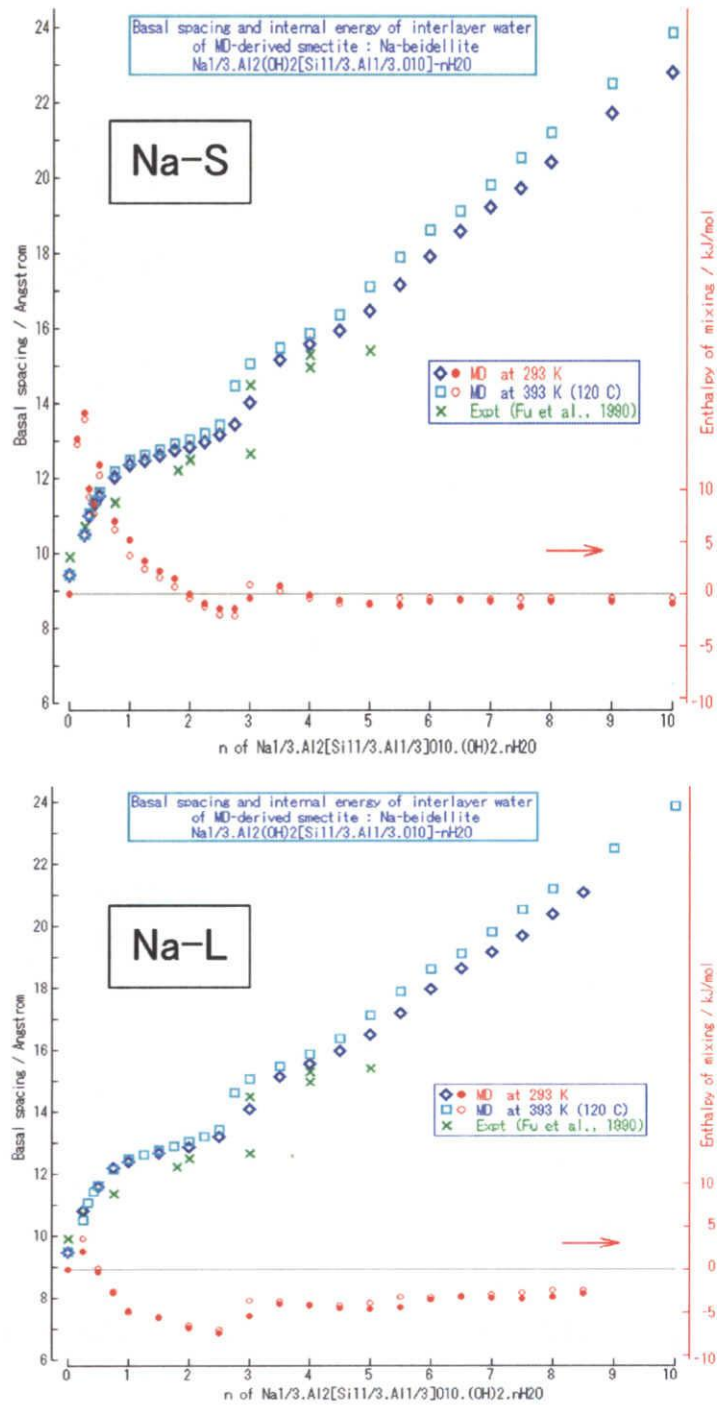 Basal spacing and internal energy of interlayer water
of MD-derived smectite : Na-beidellite
Na1/3.Al2(OH)2[Si11/3.Al1/3.O10]-nH2O
Na-S
24
22
20
18
16
14
12
10
8
6
Basal spacing / Angstrom
MD at 293 K
MD at 393 K (120 C)
Expt (Fu et al., 1990)
10
5
0
-5
-10
Enthalpy of mixing / kJ/mol
0 1 2 3 4 5 6 7 8 9 10
n of Na1/3.Al2[Si11/3.Al1/3]O10.(OH)2.nH2O
Basal spacing and internal energy of interlayer water
of MD-derived smectite : Na-beidellite
Na1/3.Al2(OH)2[Si11/3.Al1/3.O10]-nH2O
Na-L
24
22
20
18
16
14
12
10
8
6
Basal spacing / Angstrom
MD at 293 K
MD at 393 K (120 C)
Expt (Fu et al., 1990)
10
5
0
-5
-10
Enthalpy of mixing / kJ/mol
0 1 2 3 4 5 6 7 8 9 10
n of Na1/3.Al2[Si11/3.Al1/3]O10.(OH)2.nH2O